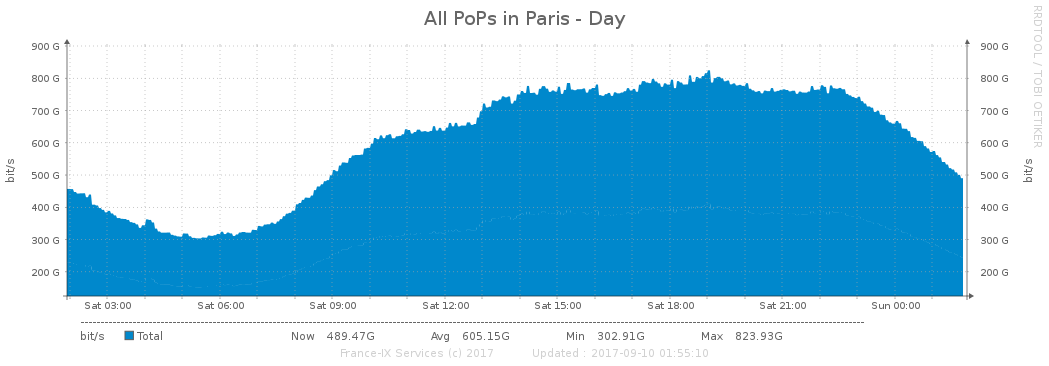 All PoPs in Paris - Day
RRDTOOL / TOBI OETIKER
bit/s
900 G
800 G
700 G
600 G
500 G
400 G
300 G
200 G
900 G
800 G
700 G
600 G
500 G
400 G
300 G
200 G
bit/s
Sat 03:00 Sat 06:00 Sat 09:00 Sat 12:00 Sat 15:00 Sat 18:00 Sat 21:00 Sun 00:00
bit/s Total Now 489.47G Avg 605.15G Min 302.91G Max 823.93G
France-IX Services (c) 2017 Updated : 2017-09-10 01:55:10